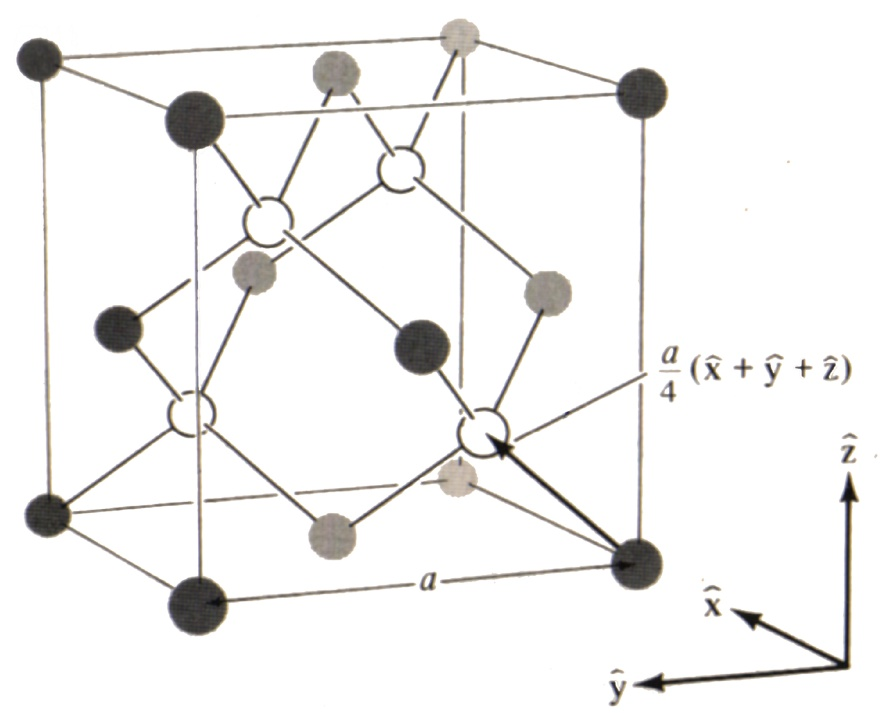 a/4 (x̂ + ŷ + ẑ)
ẑ
a
x̂
ŷ